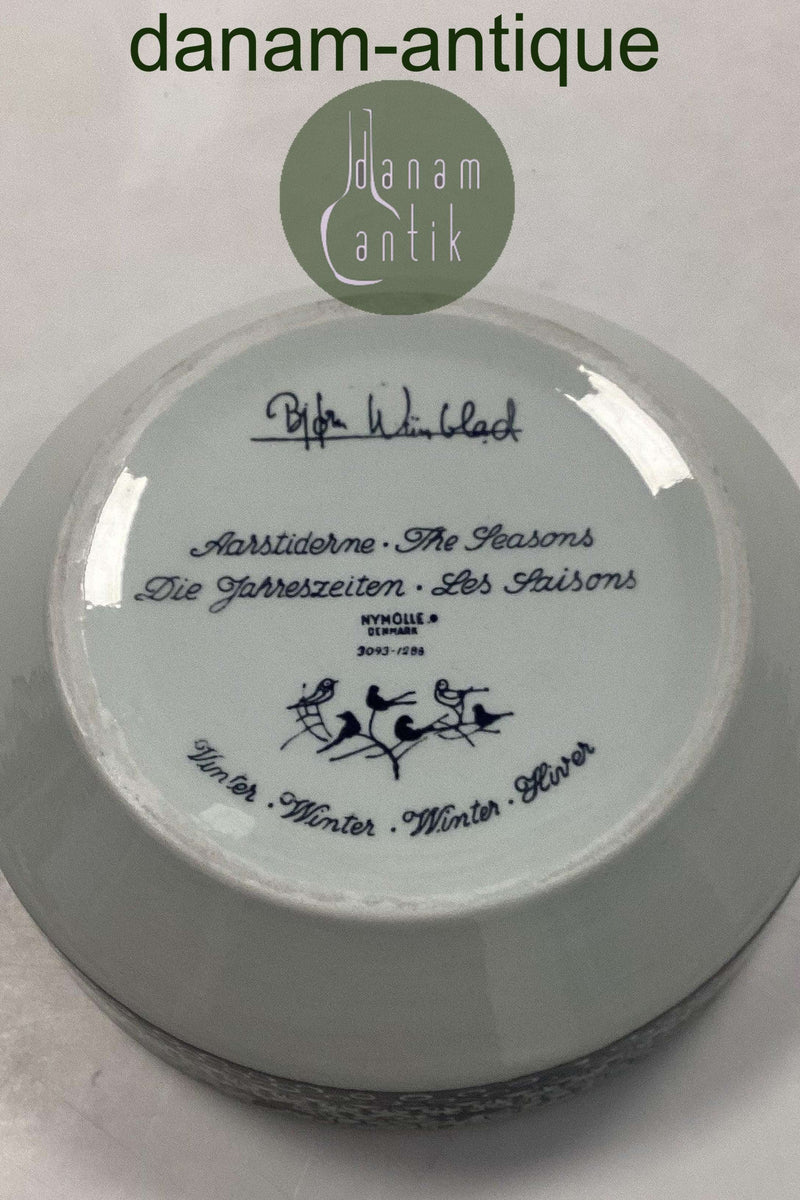 danam-antique
danam
antik
Bjørn Wiinblad
Aarstiderne · The Seasons
Die Jahreszeiten · Les Saisons
NYMÖLLE
DENMARK
3093-1288
Vinter · Winter · Winter · Hiver